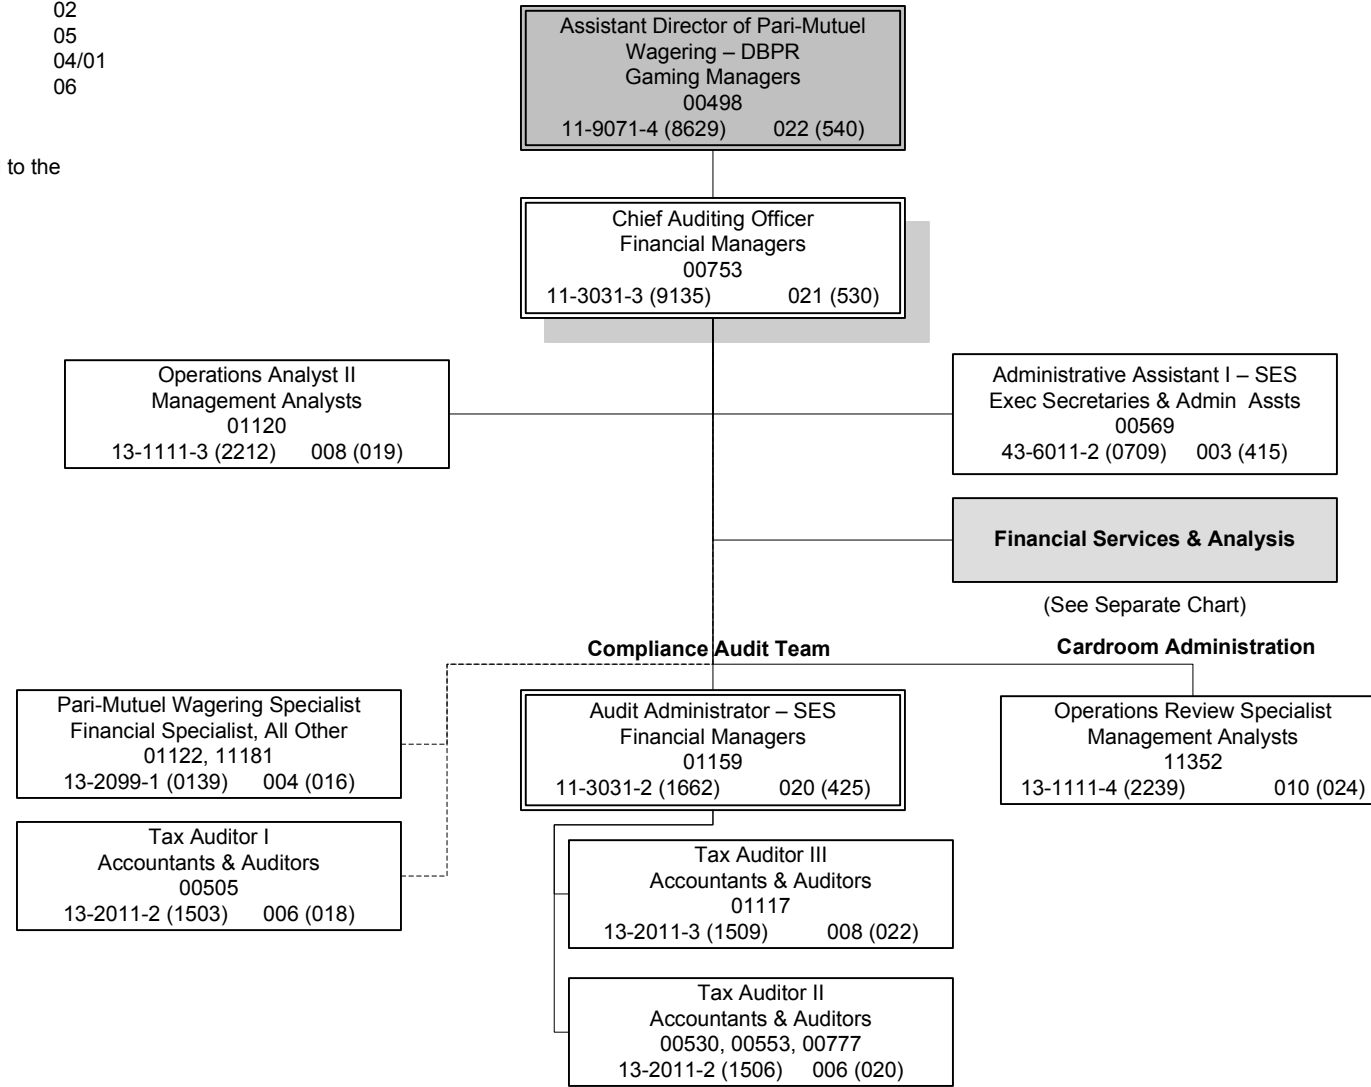 02
05
04/01
06
to the
Assistant Director of Pari-Mutuel
Wagering – DBPR
Gaming Managers
00498
11-9071-4 (8629) 022 (540)
Chief Auditing Officer
Financial Managers
00753
11-3031-3 (9135) 021 (530)
Operations Analyst II
Management Analysts
01120
13-1111-3 (2212) 008 (019)
Administrative Assistant I – SES
Exec Secretaries & Admin Assts
00569
43-6011-2 (0709) 003 (415)
Financial Services & Analysis
(See Separate Chart)
Compliance Audit Team
Cardroom Administration
Pari-Mutuel Wagering Specialist
Financial Specialist, All Other
01122, 11181
13-2099-1 (0139) 004 (016)
Audit Administrator – SES
Financial Managers
01159
11-3031-2 (1662) 020 (425)
Operations Review Specialist
Management Analysts
11352
13-1111-4 (2239) 010 (024)
Tax Auditor I
Accountants & Auditors
00505
13-2011-2 (1503) 006 (018)
Tax Auditor III
Accountants & Auditors
01117
13-2011-3 (1509) 008 (022)
Tax Auditor II
Accountants & Auditors
00530, 00553, 00777
13-2011-2 (1506) 006 (020)